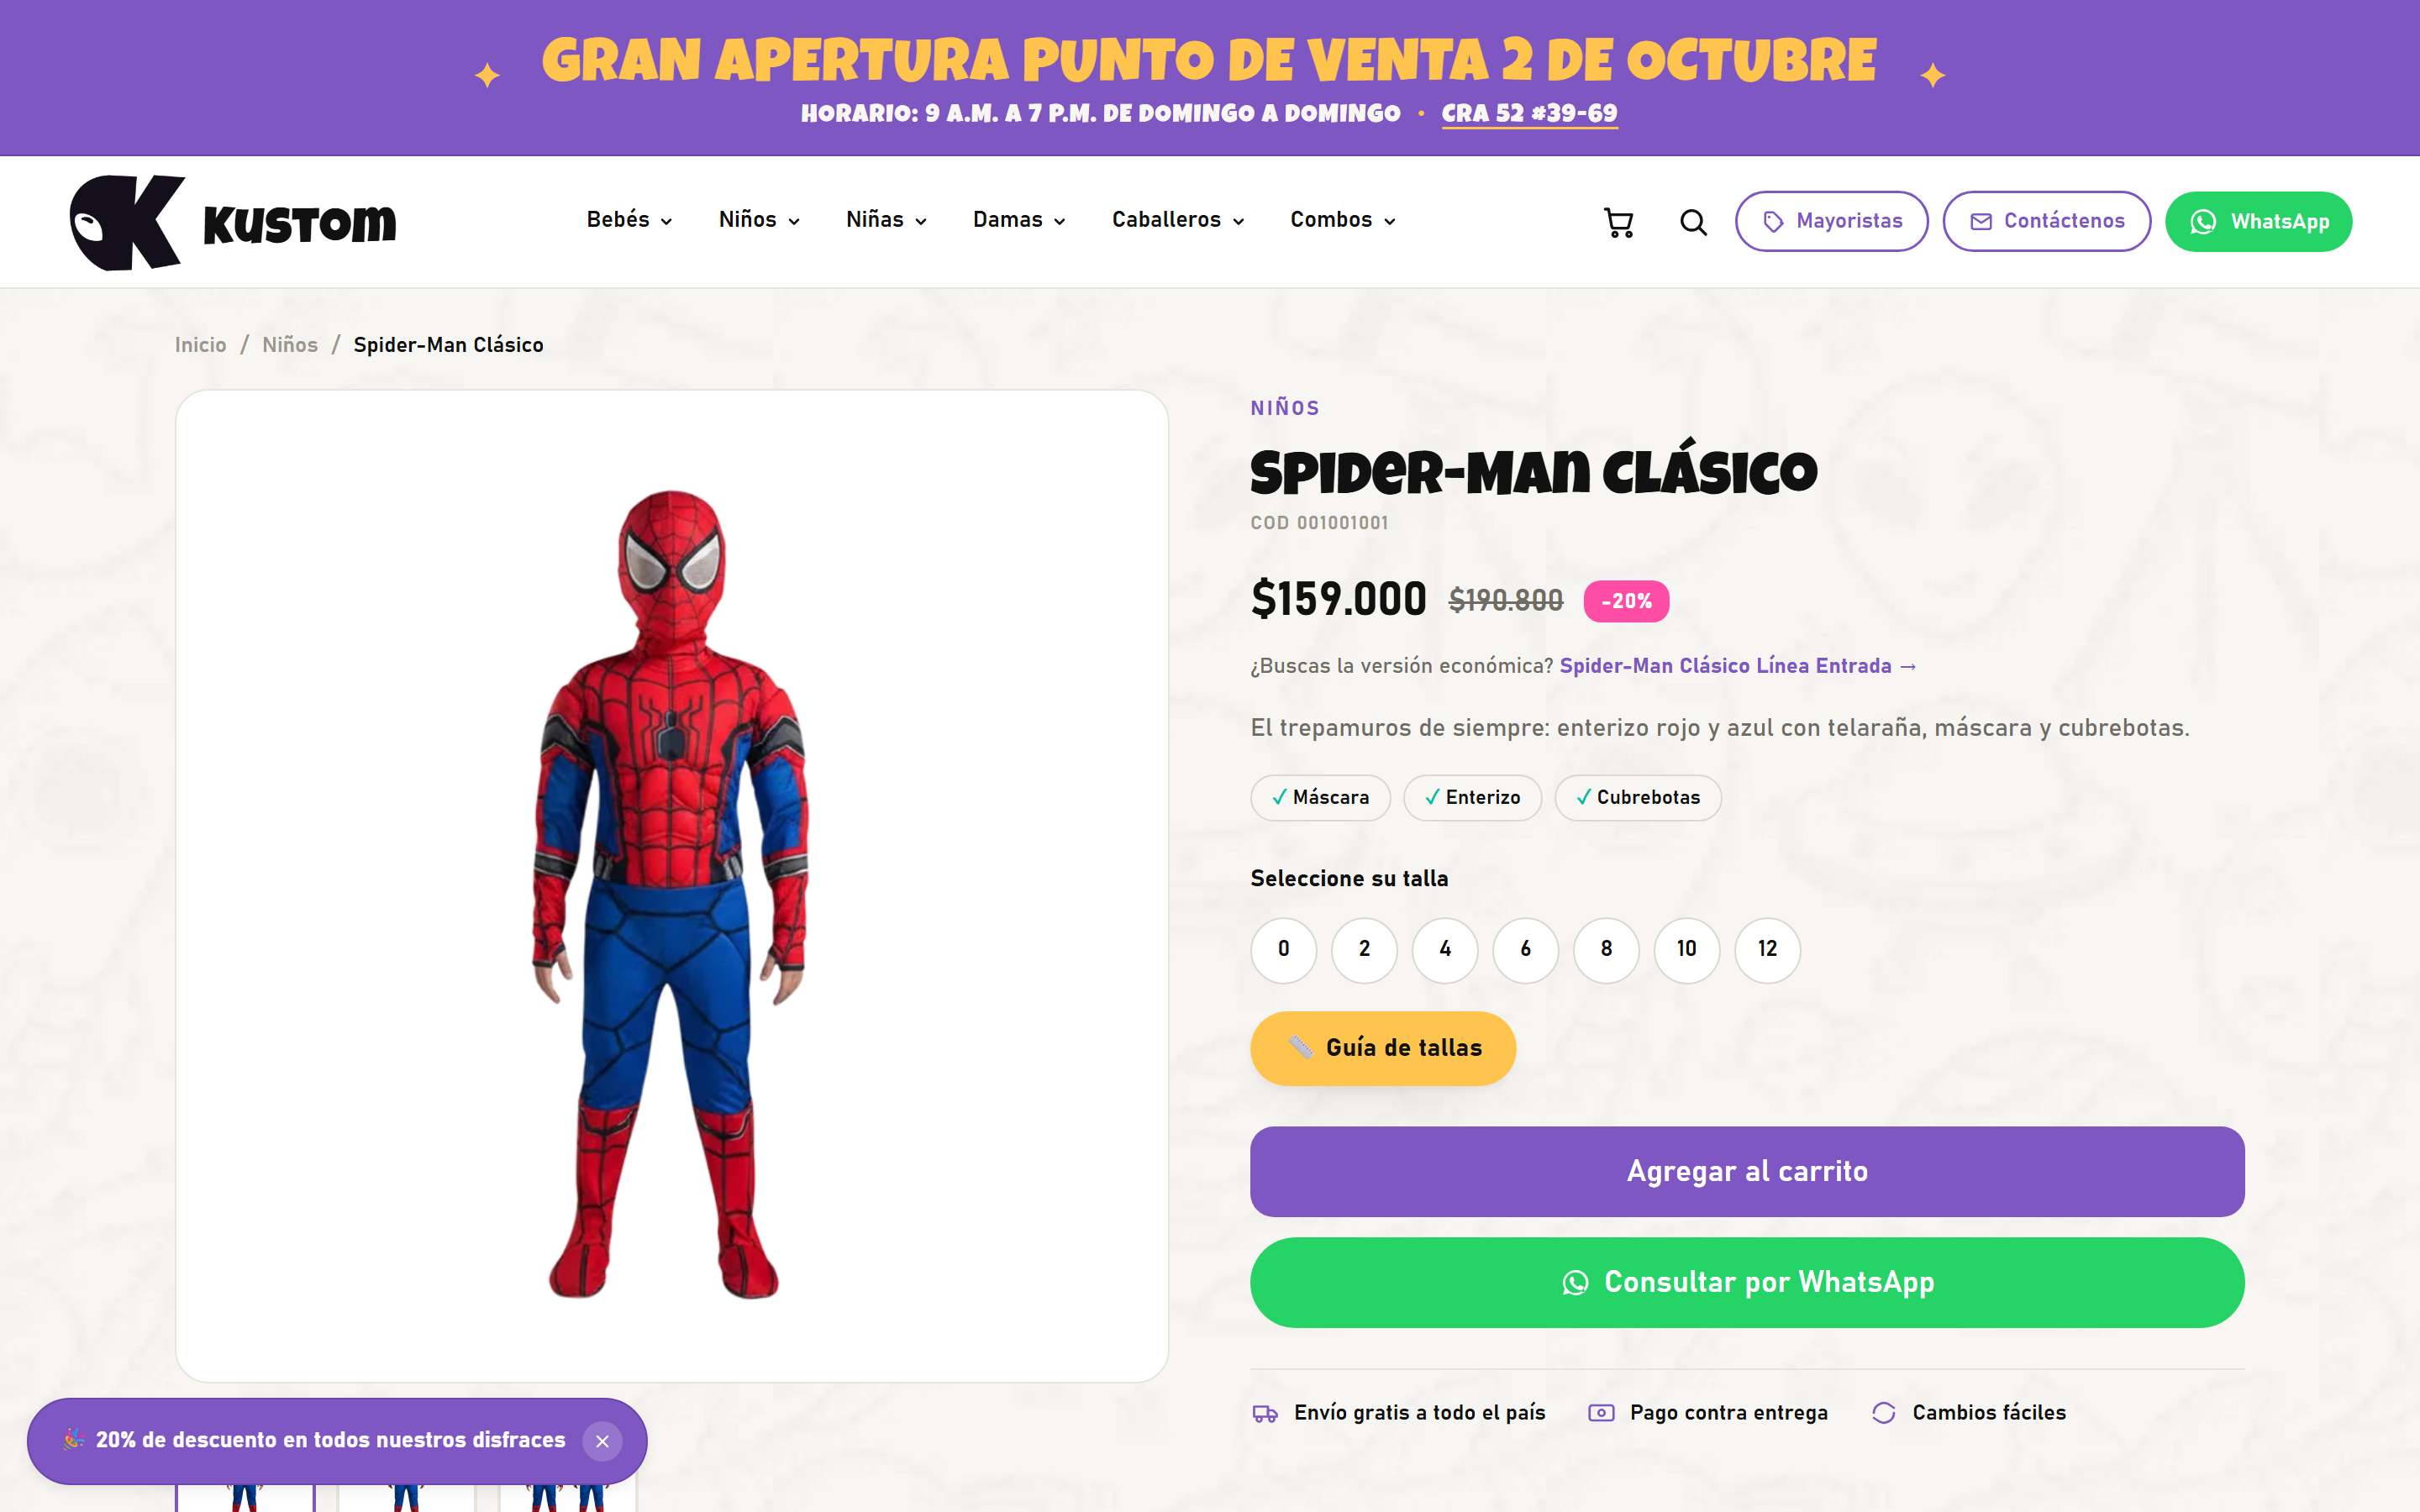 GRAN APERTURA PUNTO DE VENTA 2 DE OCTUBRE
HORARIO: 9 A.M. A 7 P.M. DE DOMINGO A DOMINGO • CRA 52 #39-69
K KUSTOM
Bebés Niños Niñas Damas Caballeros Combos Mayoristas Contáctenos WhatsApp
Inicio / Niños / Spider-Man Clásico
NIÑOS
SPIDER-MAN CLÁSICO
COD 001001001
$159.000 $190.800 -20%
¿Buscas la versión económica? Spider-Man Clásico Línea Entrada →
El trepamuros de siempre: enterizo rojo y azul con telaraña, máscara y cubrebotas.
✓ Máscara ✓ Enterizo ✓ Cubrebotas
Seleccione su talla
0 2 4 6 8 10 12
Guía de tallas
Agregar al carrito
Consultar por WhatsApp
Envío gratis a todo el país Pago contra entrega Cambios fáciles
20% de descuento en todos nuestros disfraces